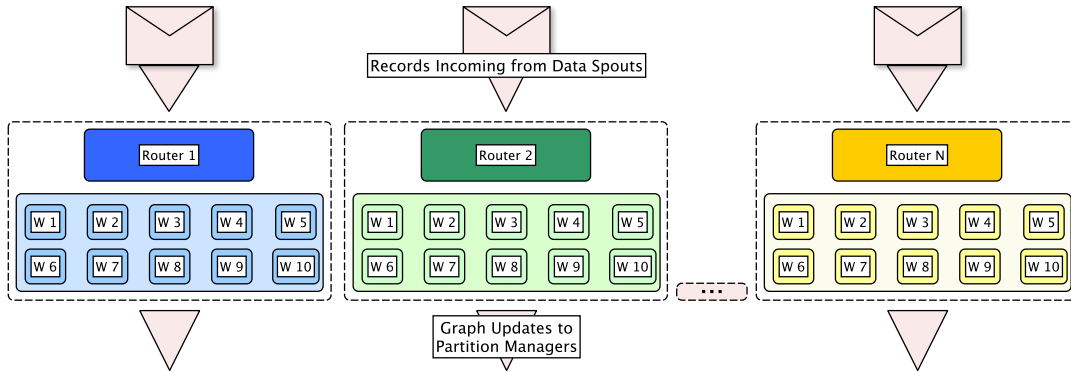 Records Incoming from Data Spouts
Router 1
Router 2
Router N
W 1 W 2 W 3 W 4 W 5
W 6 W 7 W 8 W 9 W 10
W 1 W 2 W 3 W 4 W 5
W 6 W 7 W 8 W 9 W 10
...
W 1 W 2 W 3 W 4 W 5
W 6 W 7 W 8 W 9 W 10
Graph Updates to
Partition Managers